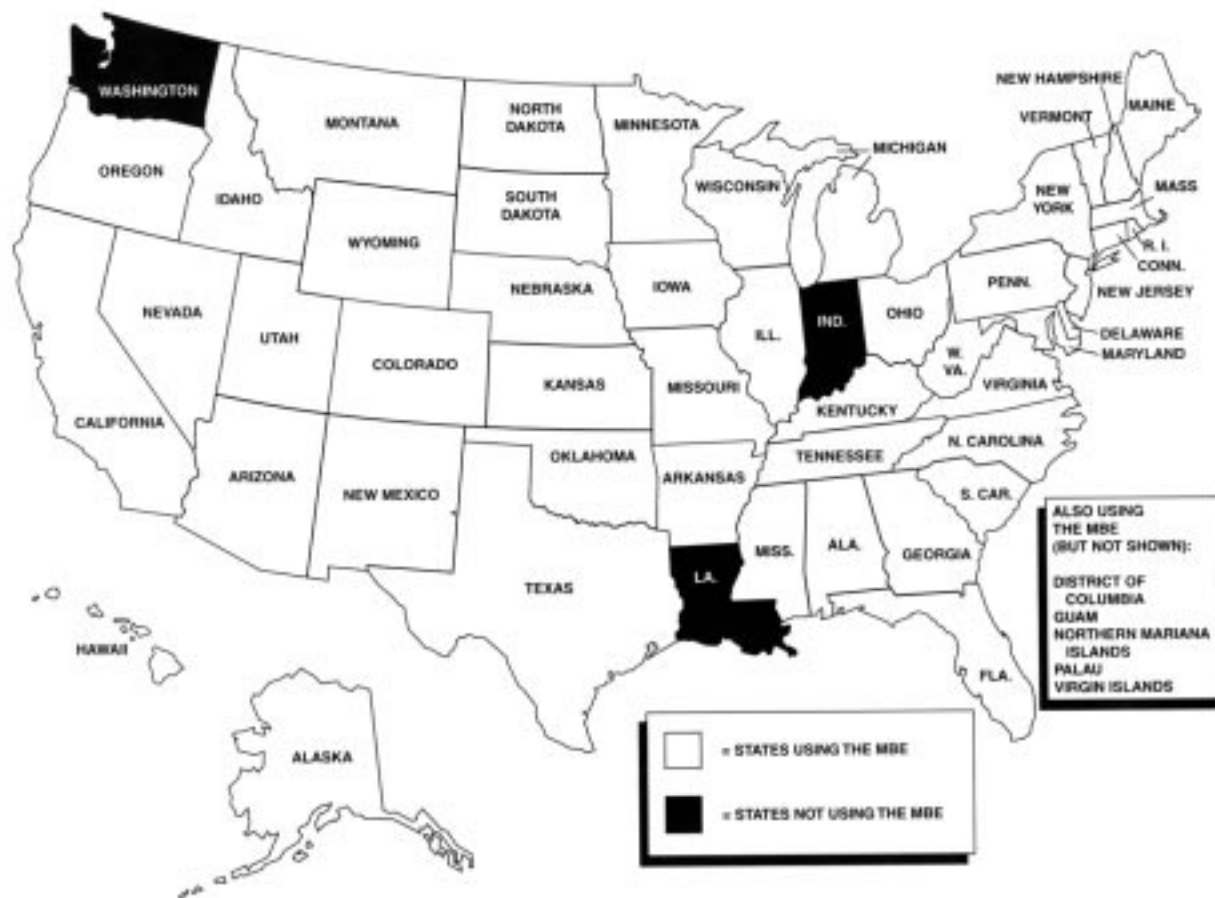 WASHINGTON
MONTANA
NORTH
DAKOTA
MINNESOTA
NEW HAMPSHIRE
MAINE
VERMONT
MICHIGAN
OREGON
IDAHO
SOUTH
DAKOTA
WISCONSIN
NEW
YORK
MASS
WYOMING
R. I.
CONN.
NEVADA
NEBRASKA
IOWA
PENN.
NEW JERSEY
UTAH
COLORADO
ILL.
IND.
OHIO
DELAWARE
MARYLAND
W.
VA.
KANSAS
MISSOURI
VIRGINIA
CALIFORNIA
KENTUCKY
N. CAROLINA
ARIZONA
NEW MEXICO
OKLAHOMA
ARKANSAS
TENNESSEE
S. CAR.
TEXAS
LA.
MISS.
ALA.
GEORGIA
FLA.
ALSO USING
THE MBE
(BUT NOT SHOWN):
DISTRICT OF
COLUMBIA
GUAM
NORTHERN MARIANA
ISLANDS
PALAU
VIRGIN ISLANDS
HAWAII
ALASKA
= STATES USING THE MBE
= STATES NOT USING THE MBE